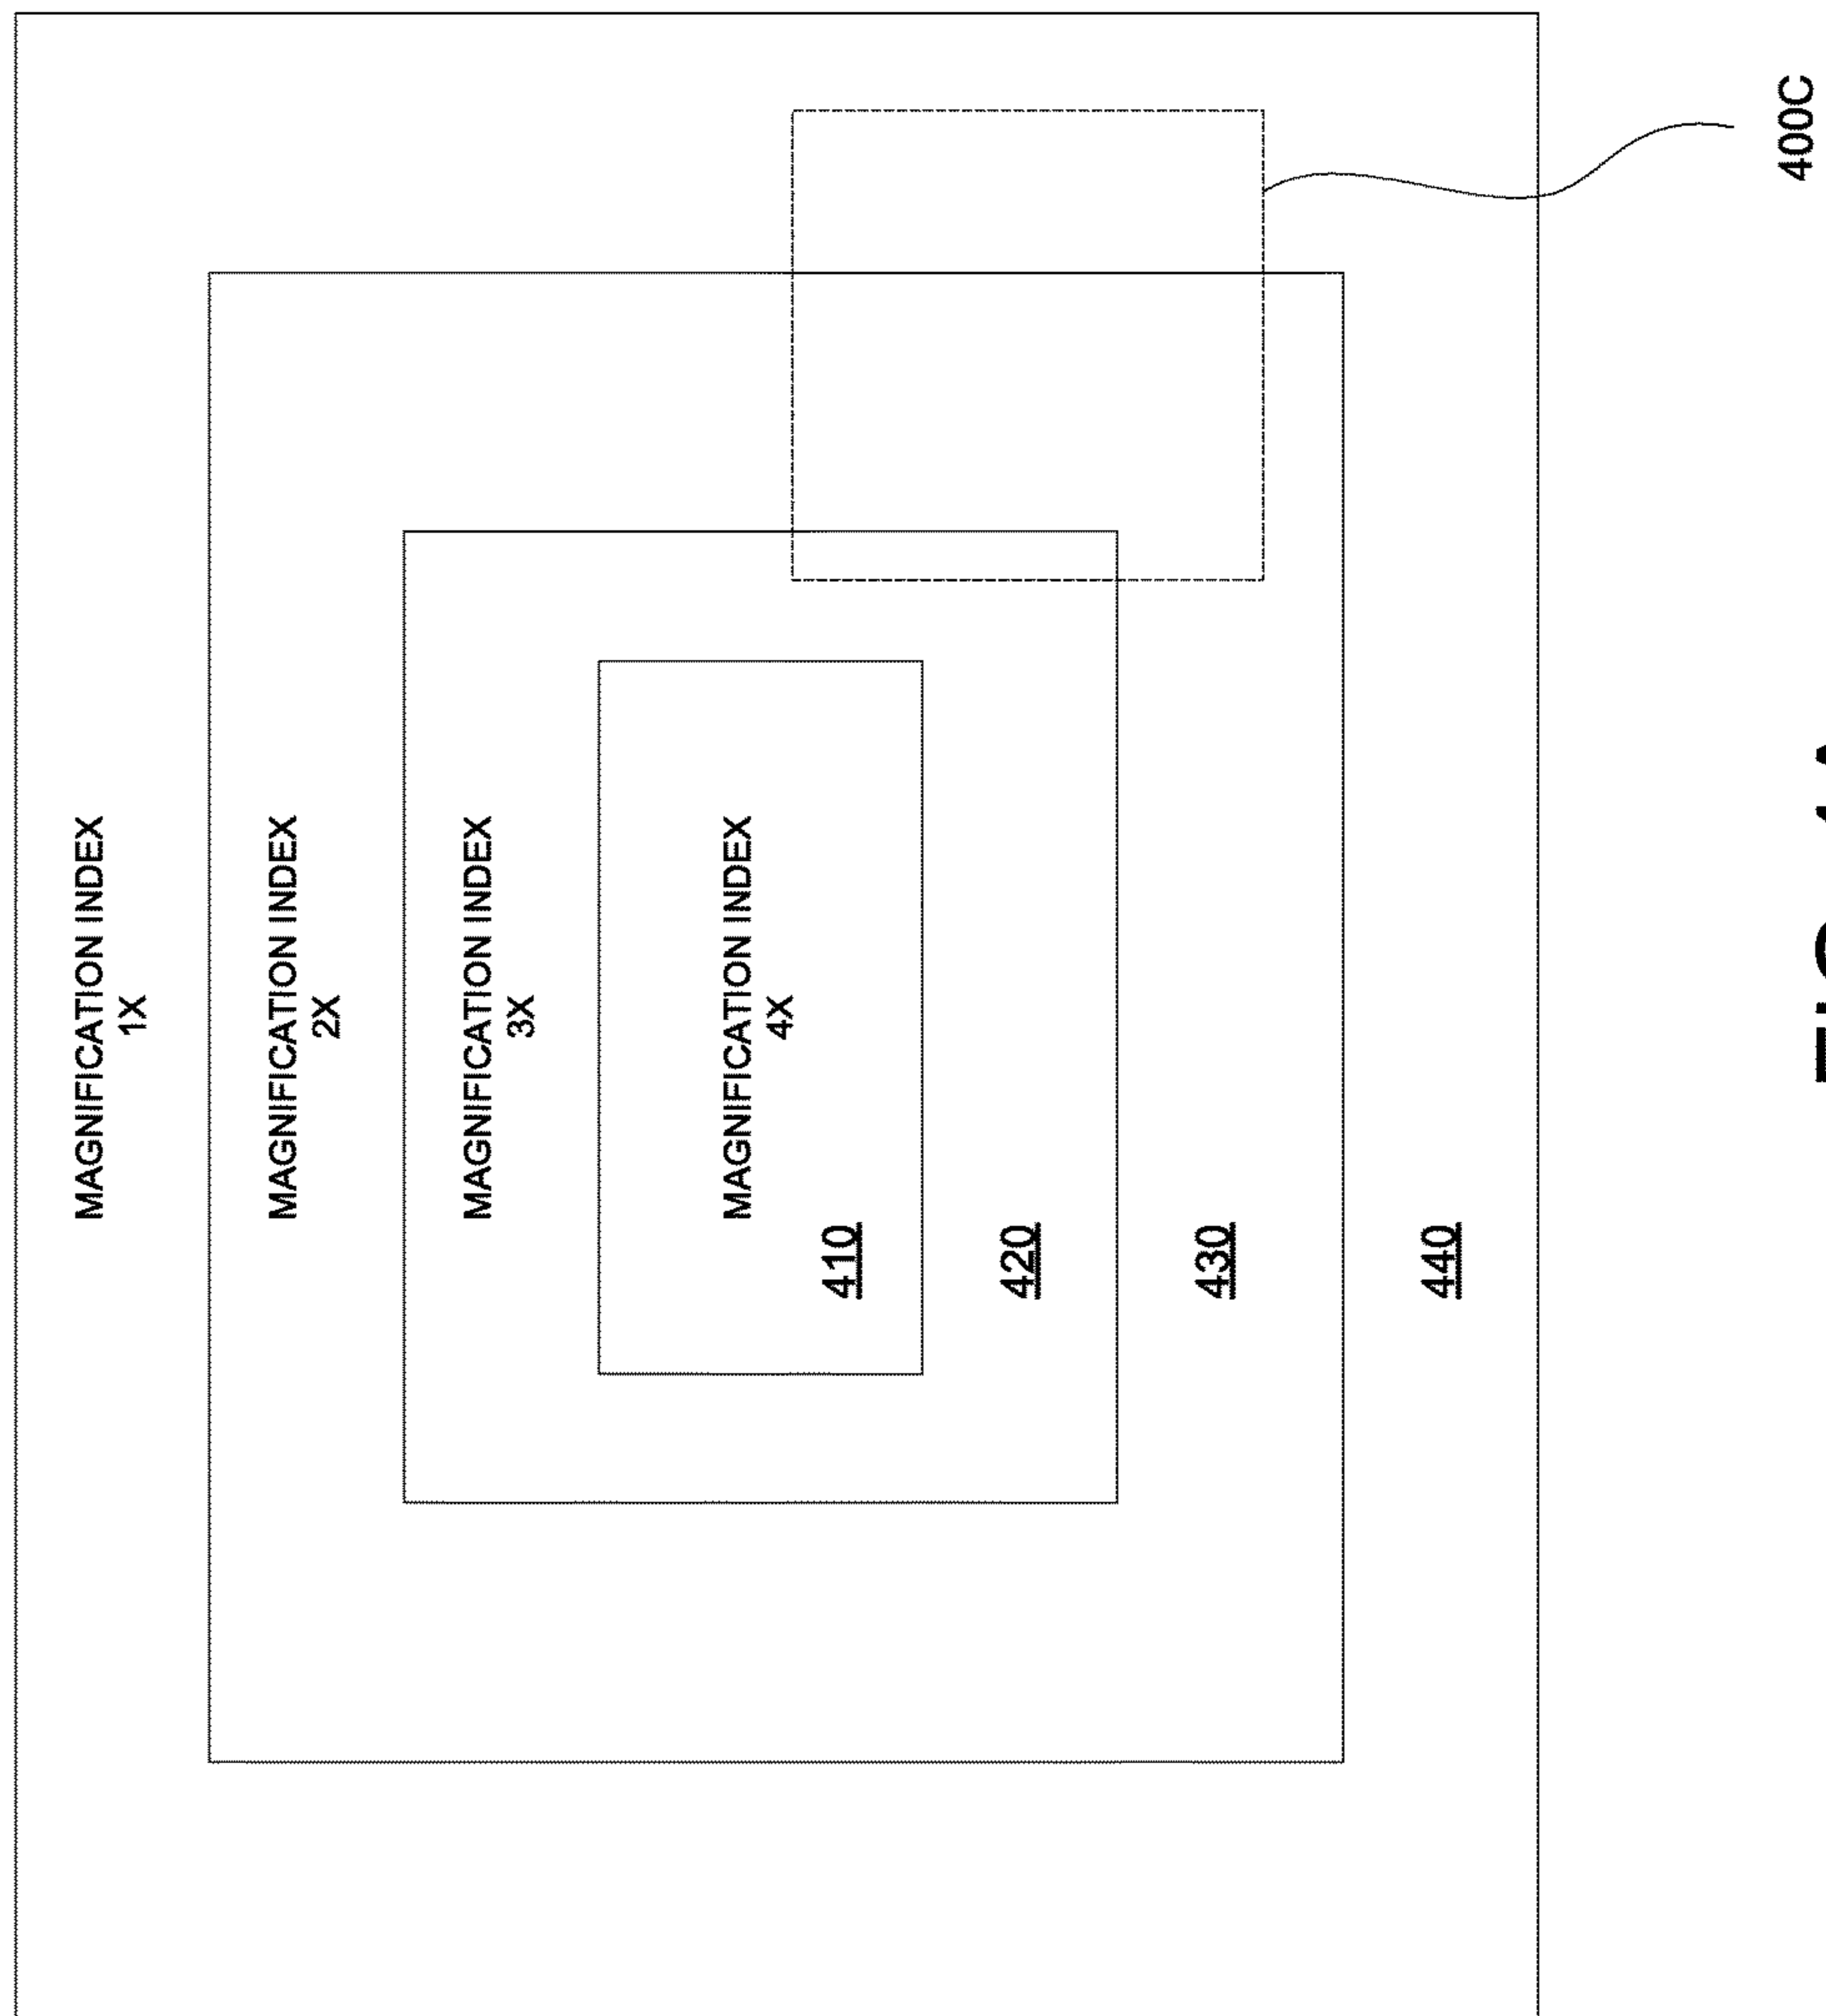 MAGNIFICATION INDEX
1X
MAGNIFICATION INDEX
2X
MAGNIFICATION INDEX
3X
MAGNIFICATION INDEX
4X
410
420
430
440
400C